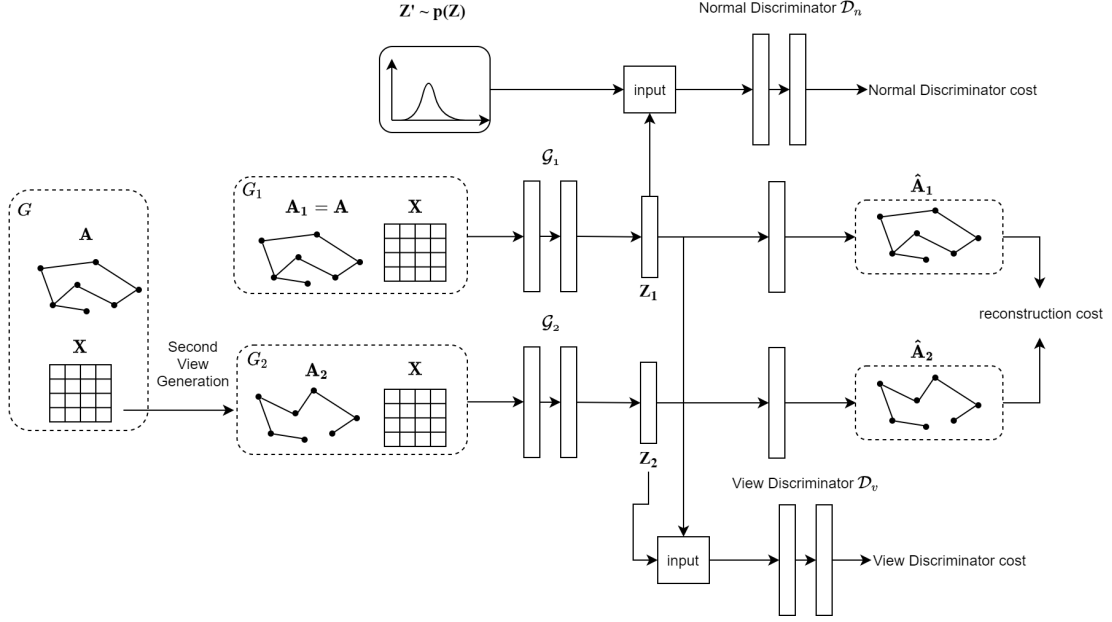 Z' ~ p(Z)
Normal Discriminator 𝒟ₙ
input
Normal Discriminator cost
G
A
X
G₁
A₁ = A
X
𝒢₁
Z₁
Â₁
reconstruction cost
Second
View
Generation
G₂
A₂
X
𝒢₂
Z₂
Â₂
View Discriminator 𝒟ᵥ
input
View Discriminator cost